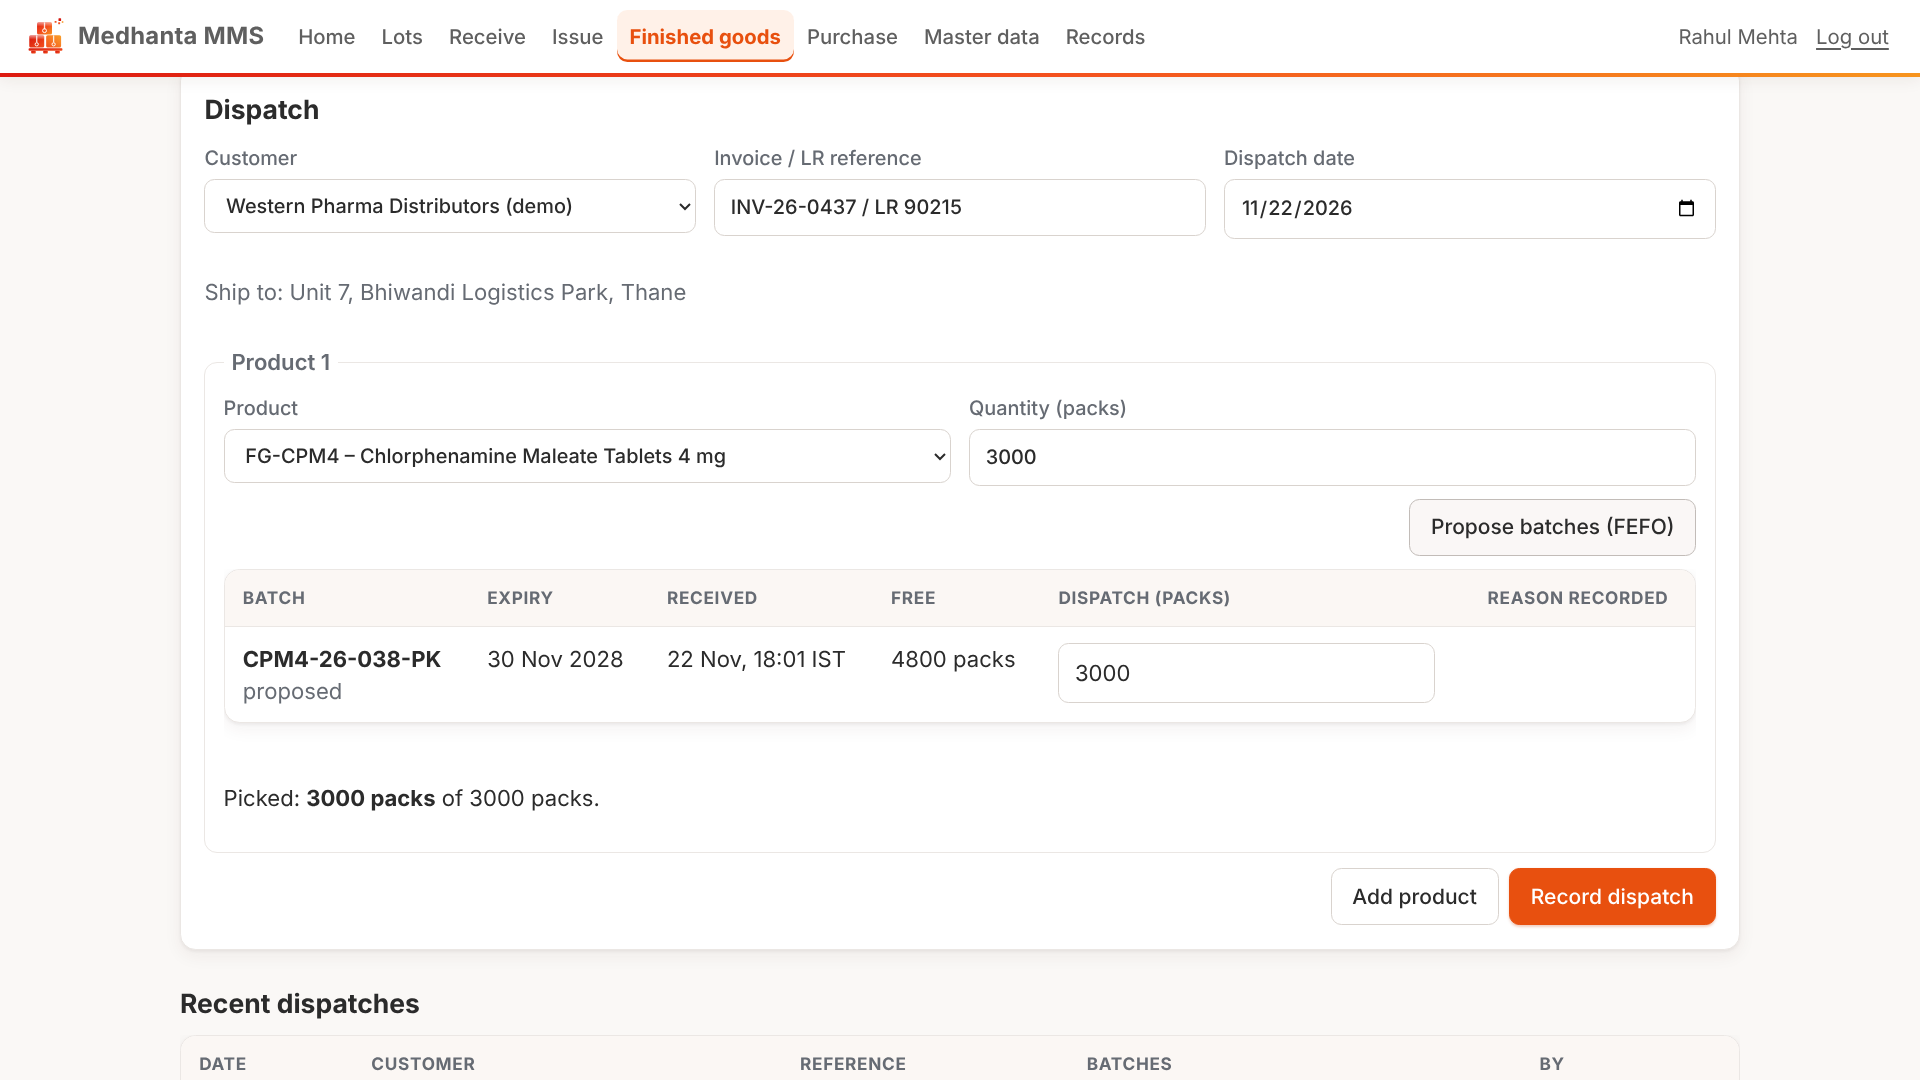 Medhanta MMS Home Lots Receive Issue Finished goods Purchase Master data Records Rahul Mehta Log out
Dispatch
Customer Invoice / LR reference Dispatch date
Western Pharma Distributors (demo) INV-26-0437 / LR 90215 11/22/2026
Ship to: Unit 7, Bhiwandi Logistics Park, Thane
Product 1
Product Quantity (packs)
FG-CPM4 – Chlorphenamine Maleate Tablets 4 mg 3000
Propose batches (FEFO)
BATCH EXPIRY RECEIVED FREE DISPATCH (PACKS) REASON RECORDED
CPM4-26-038-PK 30 Nov 2028 22 Nov, 18:01 IST 4800 packs 3000
proposed
Picked: 3000 packs of 3000 packs.
Add product Record dispatch
Recent dispatches
DATE CUSTOMER REFERENCE BATCHES BY